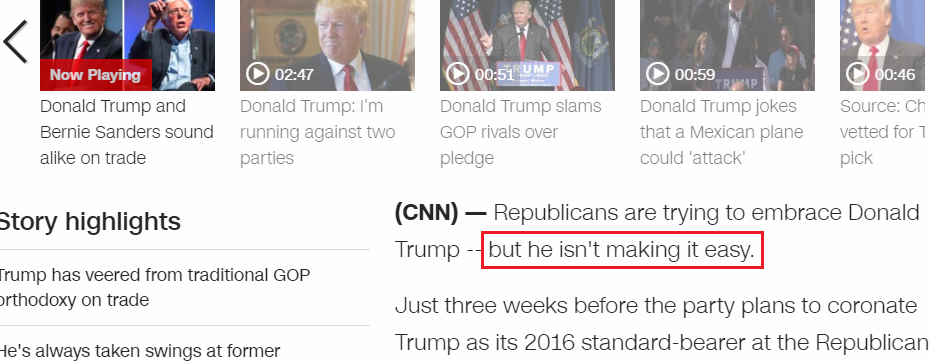 Now Playing
02:47
TRUMP
00:51
TRUMP
00:59
00:46
Donald Trump and
Bernie Sanders sound
alike on trade
Donald Trump: I'm
running against two
parties
Donald Trump slams
GOP rivals over
pledge
Donald Trump jokes
that a Mexican plane
could 'attack'
Source: Ch
vetted for T
pick
Story highlights
Trump has veered from traditional GOP
orthodoxy on trade
He's always taken swings at former
(CNN) — Republicans are trying to embrace Donald
Trump -- but he isn't making it easy.
Just three weeks before the party plans to coronate
Trump as its 2016 standard-bearer at the Republican